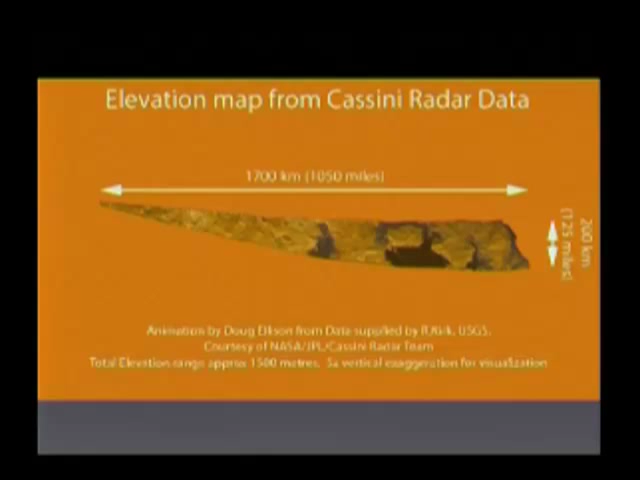 Elevation map from Cassini Radar Data
1700 km (1050 miles)
200 km
(125 miles)
Animation by Doug Ellison from Data supplied by R.Kirk, USGS.
Courtesy of NASA/JPL/Cassini Radar Team
Total Elevation range approx 1500 metres. 5x vertical exaggeration for visualization